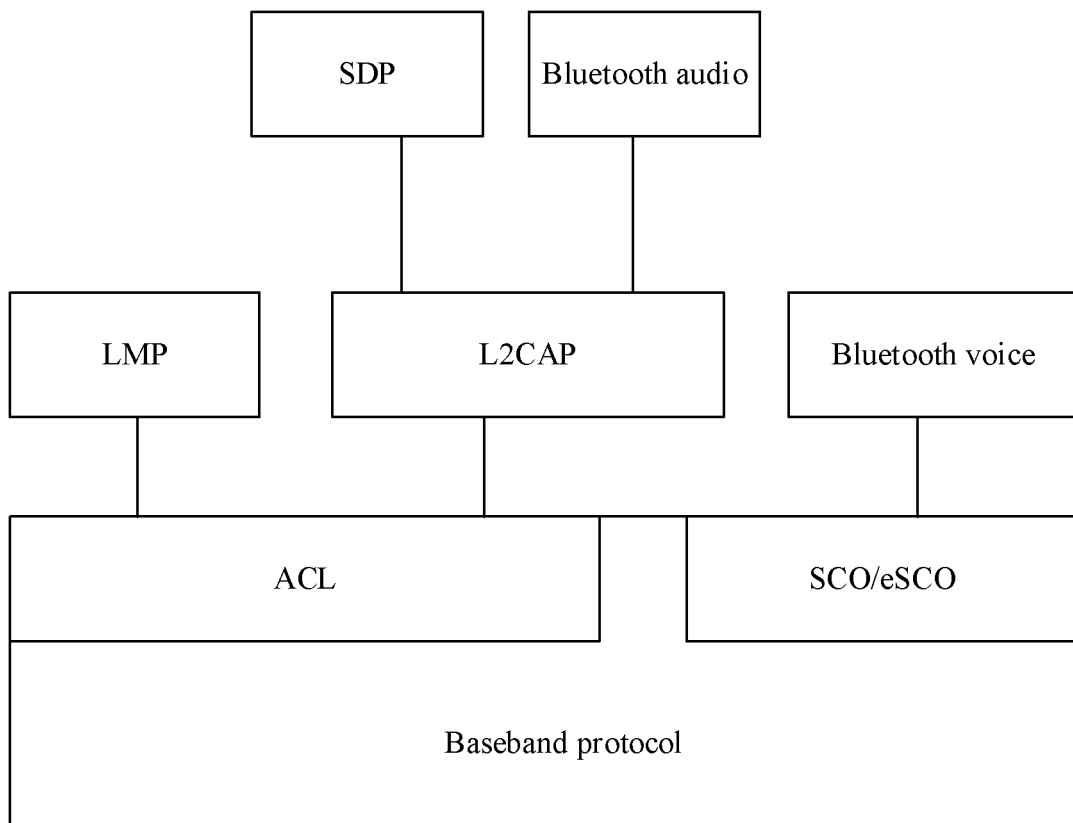 SDP
Bluetooth audio
LMP
L2CAP
Bluetooth voice
ACL
SCO/eSCO
Baseband protocol